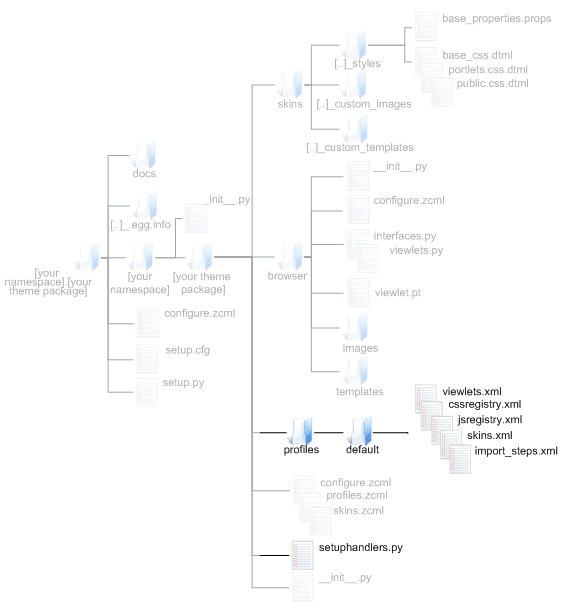 base_properties.props
[..]_styles
base_css.dtml
portlets.css.dtml
public.css.dtml
skins
[..]_custom_images
[..]_custom_templates
docs
__init__.py
[..]_.egg.info
__init__.py
configure.zcml
interfaces.py
viewlets.py
[your
namespace].[your
theme package]
[your
namespace]
[your theme
package]
browser
viewlet.pt
configure.zcml
images
setup.cfg
setup.py
templates
viewlets.xml
cssregistry.xml
jsregistry.xml
skins.xml
import_steps.xml
profiles
default
configure.zcml
profiles.zcml
skins.zcml
setuphandlers.py
__init__.py